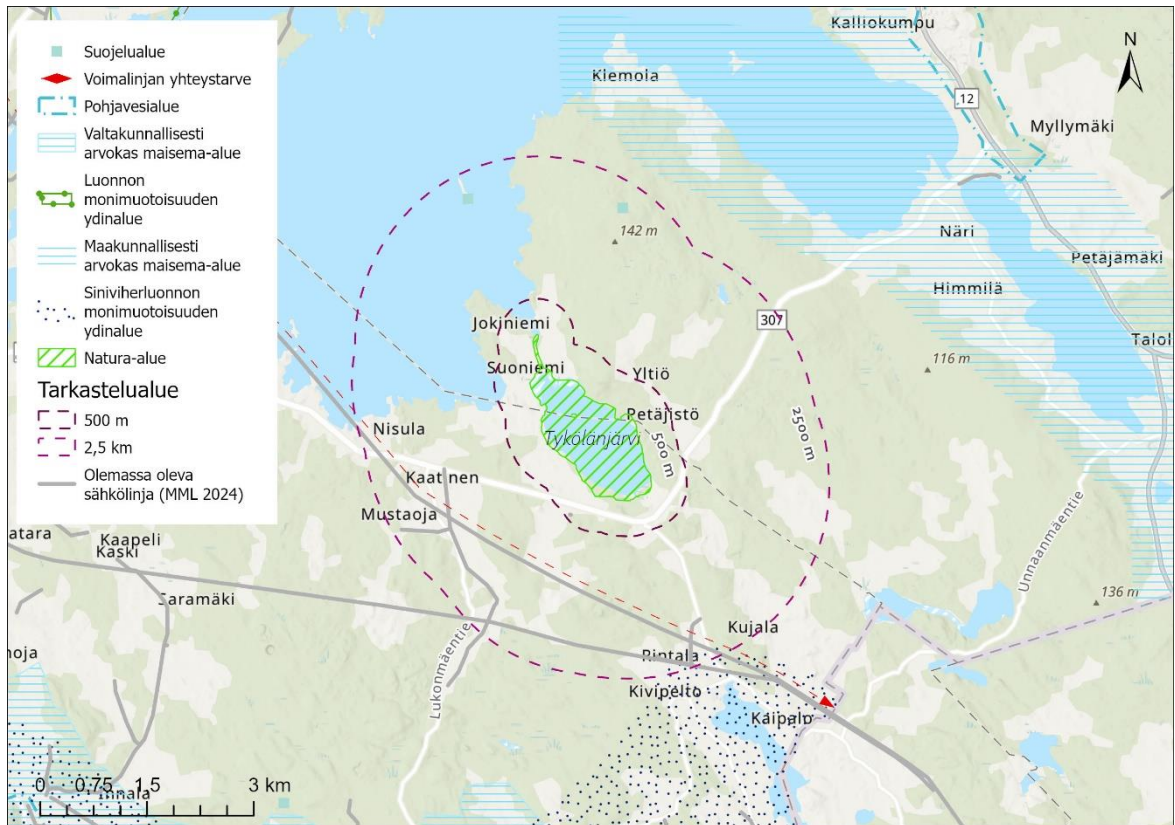 Suojelualue
Voimalinjan yhteystarve
Pohjavesialue
Valtakunnallisesti
arvokas maisema-alue
Luonnon
monimuotoisuuden
ydinalue
Maakunnallisesti
arvokas maisema-alue
Siniviherluonnon
monimuotoisuuden
ydinalue
Natura-alue
Tarkastelualue
500 m
2,5 km
Olemassa oleva
sähkölinja (MML 2024)
Kalliokumpu
N
Kiemola
12
Myllymäki
142 m
Näri
Petäjämäki
Himmilä
Jokiniemi
307
Talol
Suoniemi
Yltiö
116 m
Petäjistö
Nisula
Tykölänjärvi
500 m
2500 m
Kaatinen
Mustaoja
atara
Kaapeli
Kaski
Unnaanmäentie
Saramäki
136 m
Kujala
noja
Rintala
Lukonmäentie
Kivipelto
Kaipalo
0 0,75 1,5 3 km